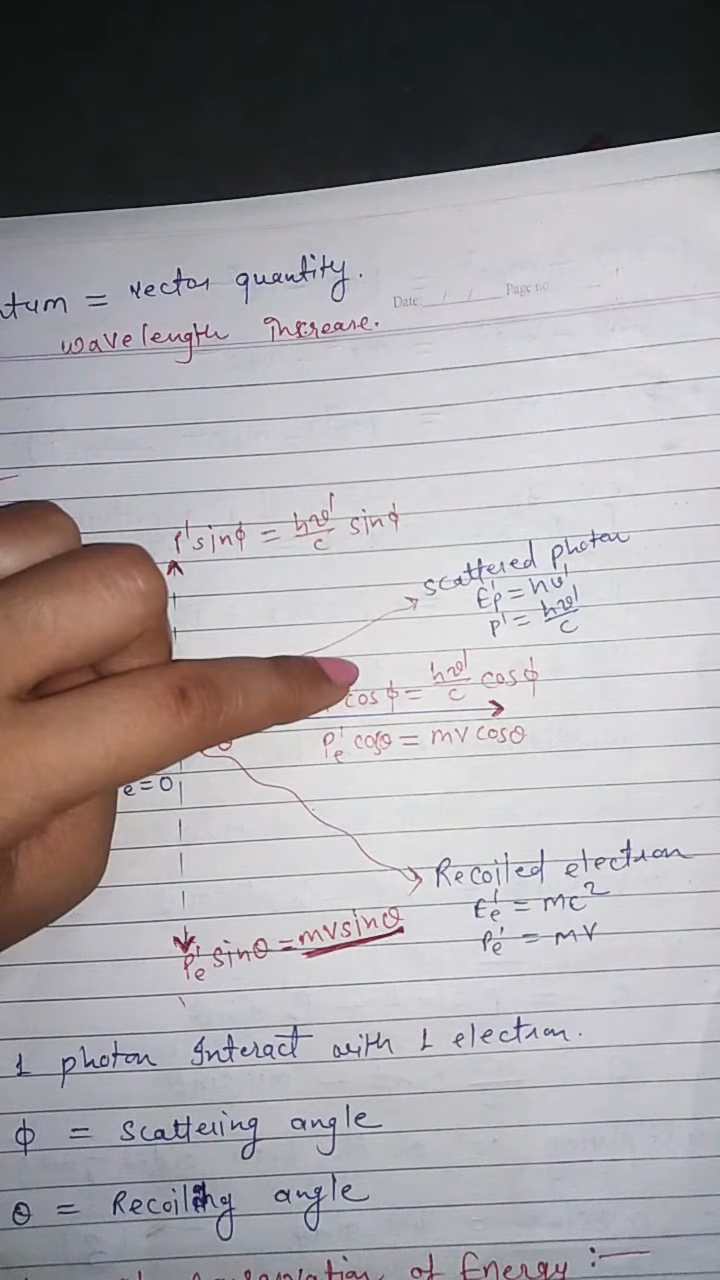 tum = vector quantity.
Date: / / Page no
wavelength increase.
P'sinϕ = hν'/c sinϕ
scattered photon
E'p = hν'
P' = hν'/c
cosϕ = hν'/c cosϕ
P'e cosθ = mv cosθ
e=0
Recoiled electron
E'e = mc²
P'e = mv
P'e sinθ = mvsinθ
1 photon Interact with 1 electron.
ϕ = scattering angle
θ = Recoiling angle
of Energy :-